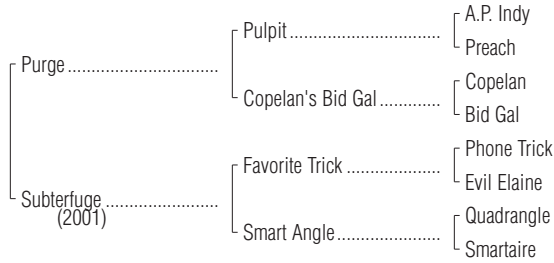 A.P. Indy
Pulpit
Preach
Purge
Copelan
Copelan's Bid Gal
Bid Gal
Phone Trick
Favorite Trick
Evil Elaine
Subterfuge
(2001)
Quadrangle
Smart Angle
Smartaire